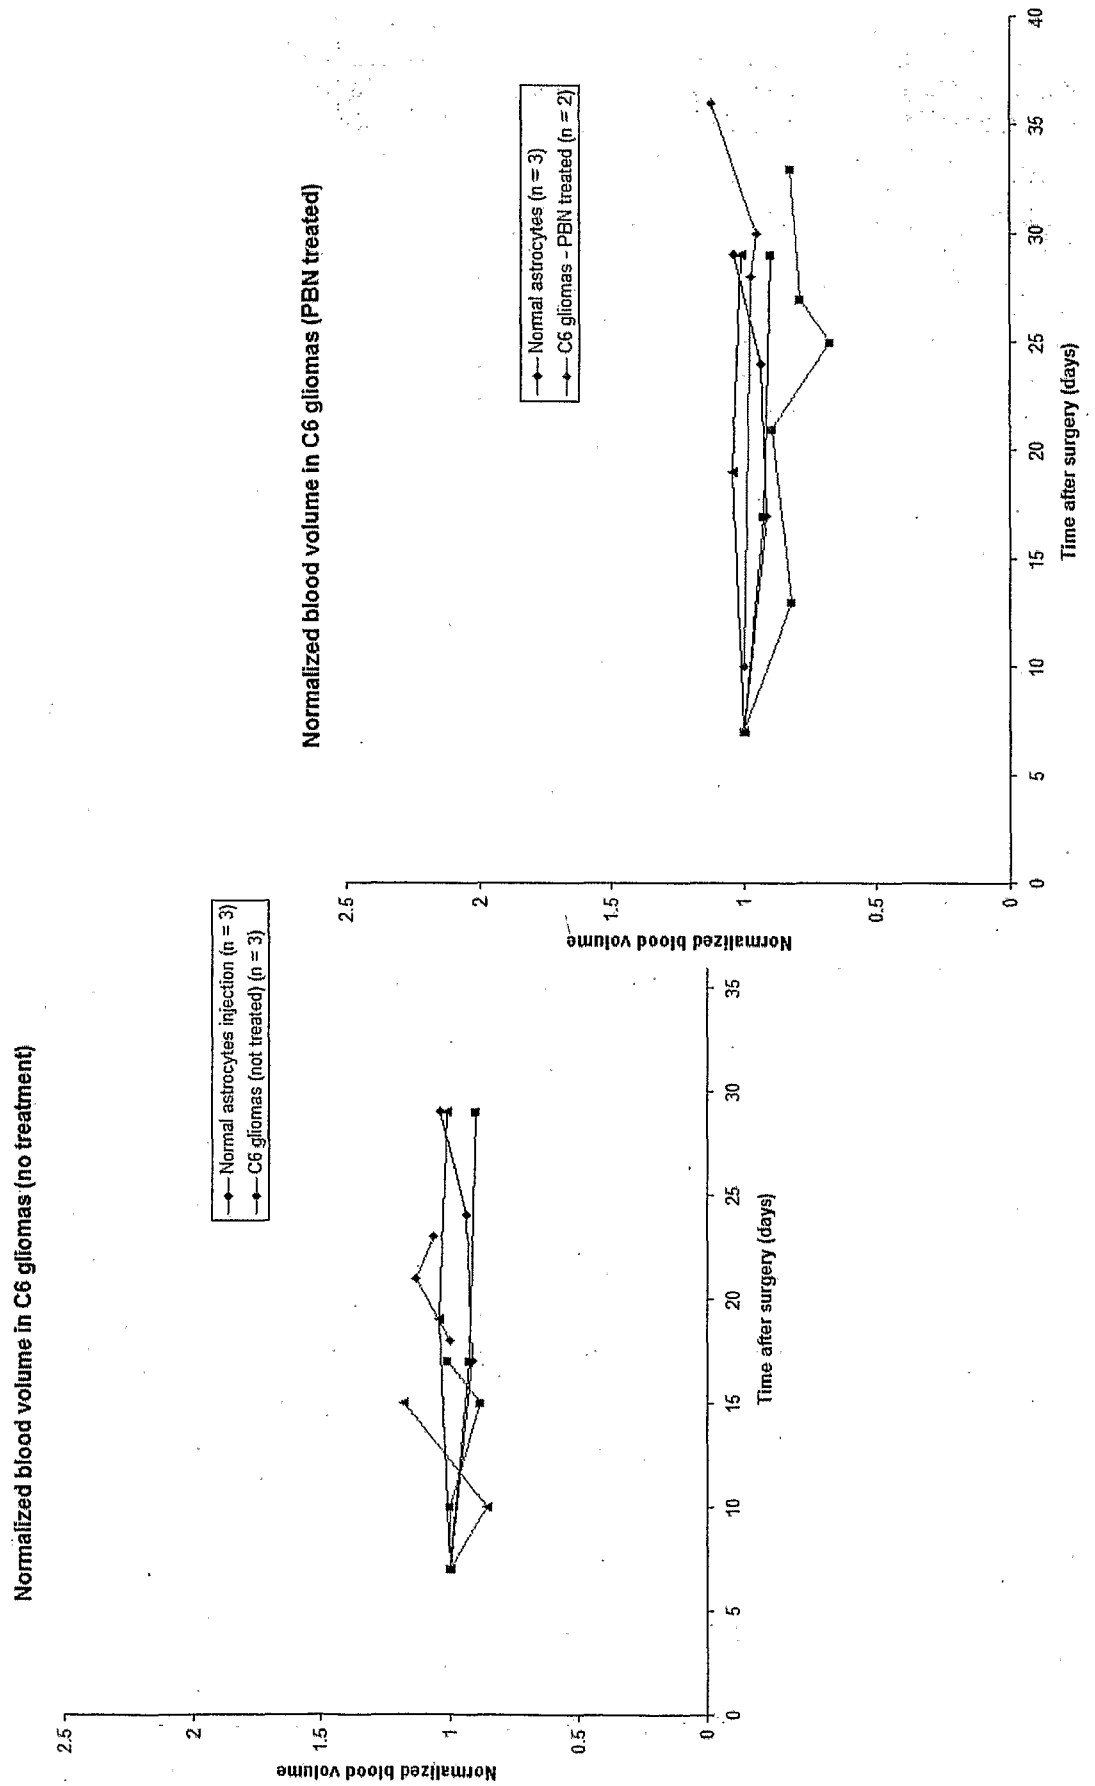 Normalized blood volume in C6 gliomas (no treatment)
Normal astrocytes injection (n = 3)
C6 gliomas (not treated) (n = 3)
2.5
2
1.5
1
0.5
0
Normalized blood volume
0
5
10
15
20
25
30
35
Time after surgery (days)
Normalized blood volume in C6 gliomas (PBN treated)
Normal astrocytes (n = 3)
C6 gliomas - PBN treated (n = 2)
2.5
2
1.5
1
0.5
0
Normalized blood volume
0
5
10
15
20
25
30
35
40
Time after surgery (days)